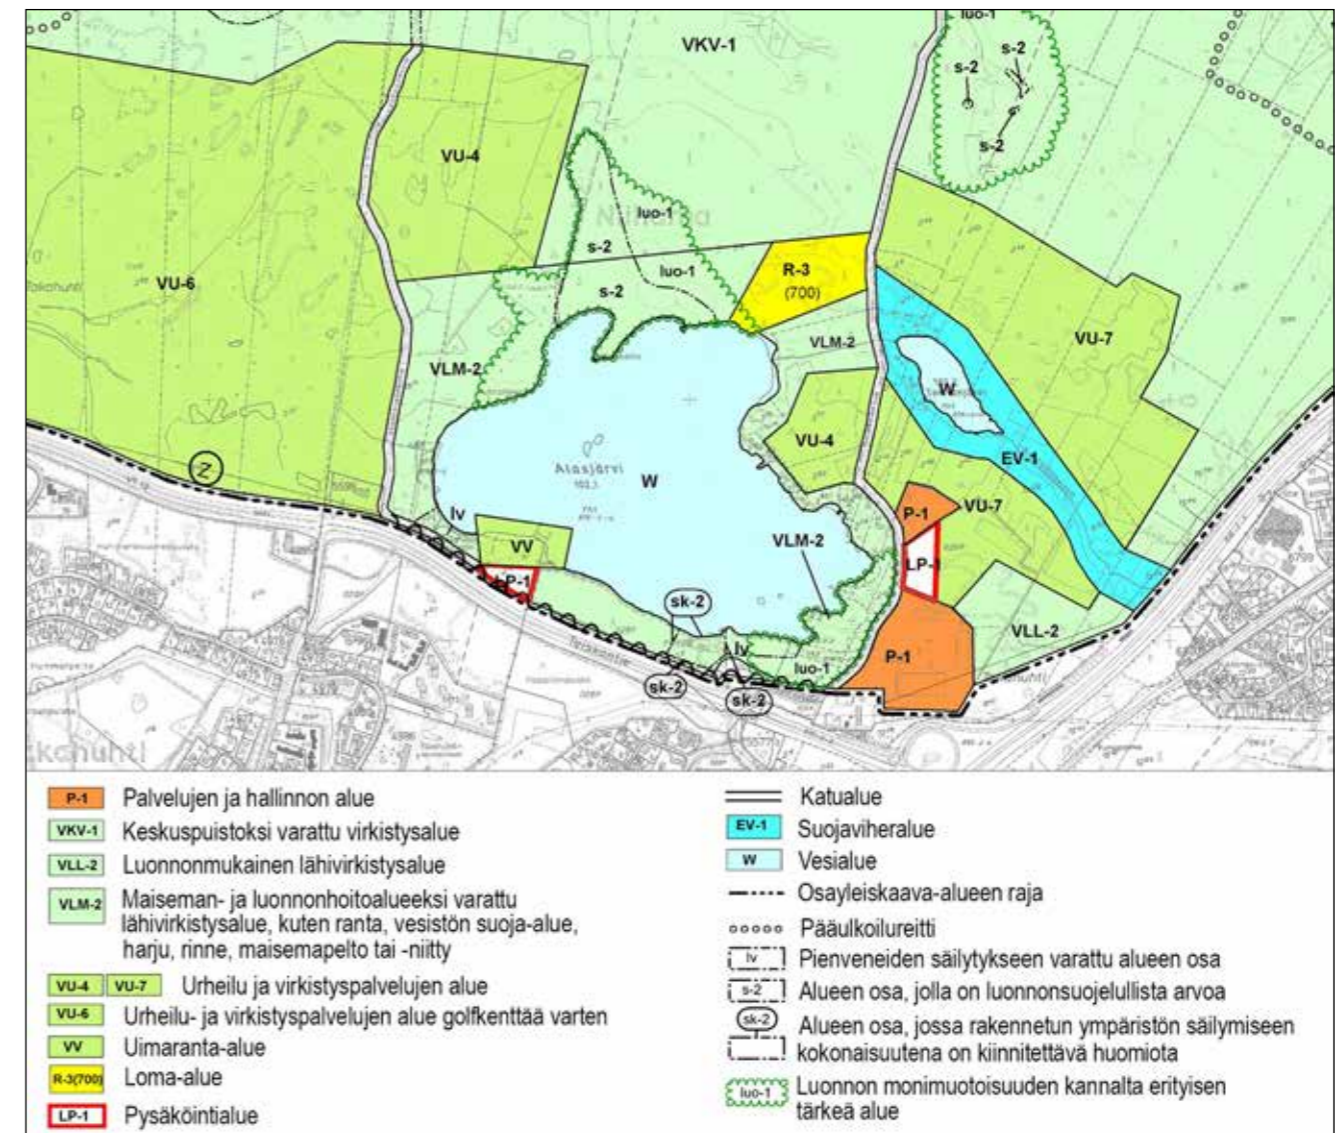 luo-1
VKV-1
s-2
s-2
s-2
VU-4
luo-1
s-2
luo-1
R-3
(700)
s-2
VU-6
VU-7
VLM-2
VLM-2
W
VU-4
EV-1
Alasjärvi
W
Z
lv
P-1
VU-7
VV
VLM-2
LP-1
LP-1
sk-2
VLL-2
lv
luo-1
P-1
sk-2
sk-2
P-1 Palvelujen ja hallinnon alue
VKV-1 Keskuspuistoksi varattu virkistysalue
VLL-2 Luonnonmukainen lähivirkistysalue
VLM-2 Maiseman- ja luonnonhoitoalueeksi varattu
lähivirkistysalue, kuten ranta, vesistön suoja-alue,
harju, rinne, maisemapelto tai -niitty
VU-4 VU-7 Urheilu ja virkistyspalvelujen alue
VU-6 Urheilu- ja virkistyspalvelujen alue golfkenttää varten
VV Uimaranta-alue
R-3(700) Loma-alue
LP-1 Pysäköintialue
Katualue
EV-1 Suojaviheralue
W Vesialue
Osayleiskaava-alueen raja
Pääulkoilureitti
lv Pienveneiden säilytykseen varattu alueen osa
s-2 Alueen osa, jolla on luonnonsuojelullista arvoa
sk-2 Alueen osa, jossa rakennetun ympäristön säilymiseen
kokonaisuutena on kiinnitettävä huomiota
luo-1 Luonnon monimuotoisuuden kannalta erityisen
tärkeä alue